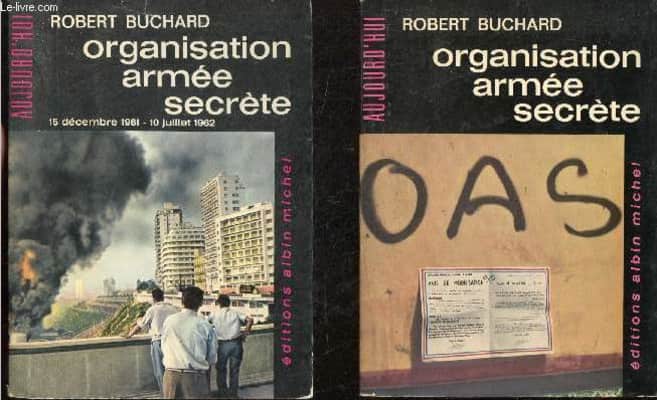 Le-livre.com
AUJOURD'HUI
ROBERT BUCHARD
organisation
armée
secrète
15 décembre 1961 - 10 juillet 1962
éditions albin michel
AUJOURD'HUI
ROBERT BUCHARD
organisation
armée
secrète
OAS
éditions albin michel